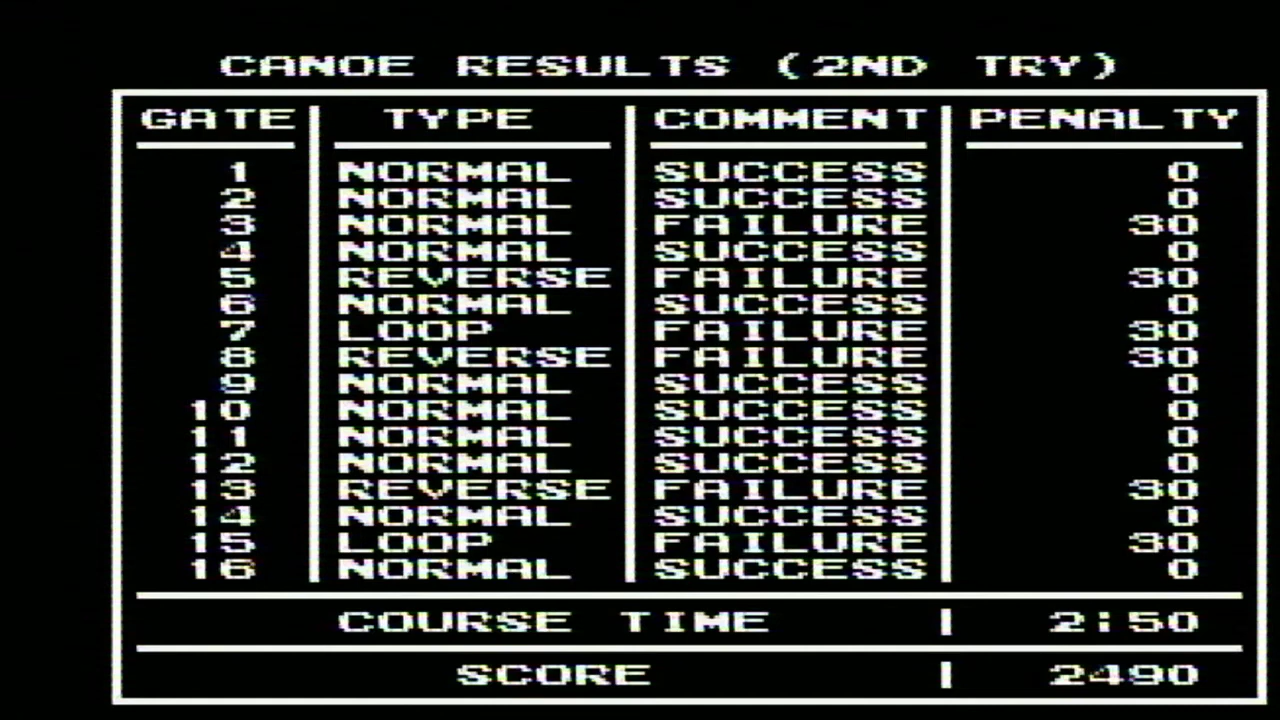 CANOE RESULTS (2ND TRY)
GATE TYPE COMMENT PENALTY
1 NORMAL SUCCESS 0
2 NORMAL SUCCESS 0
3 NORMAL FAILURE 30
4 NORMAL SUCCESS 0
5 REVERSE FAILURE 30
6 NORMAL SUCCESS 0
7 LOOP FAILURE 30
8 REVERSE FAILURE 30
9 NORMAL SUCCESS 0
10 NORMAL SUCCESS 0
11 NORMAL SUCCESS 0
12 NORMAL SUCCESS 0
13 REVERSE FAILURE 30
14 NORMAL SUCCESS 0
15 LOOP FAILURE 30
16 NORMAL SUCCESS 0
COURSE TIME 2:50
SCORE 2490